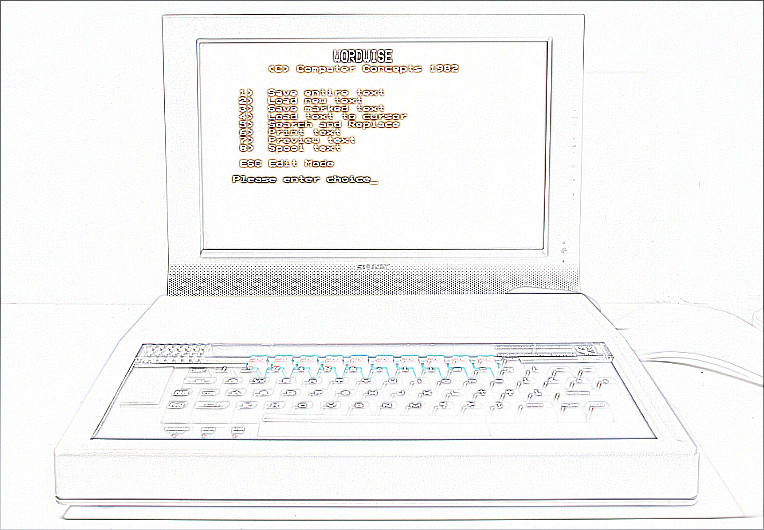 WORDWISE
(C) Computer Concepts 1982
1) Save entire text
2) Load new text
3) Save marked text
4) Load text to cursor
5) Search and Replace
6) Print text
7) Preview text
8) Spool text
ESC Edit Mode
Please enter choice_